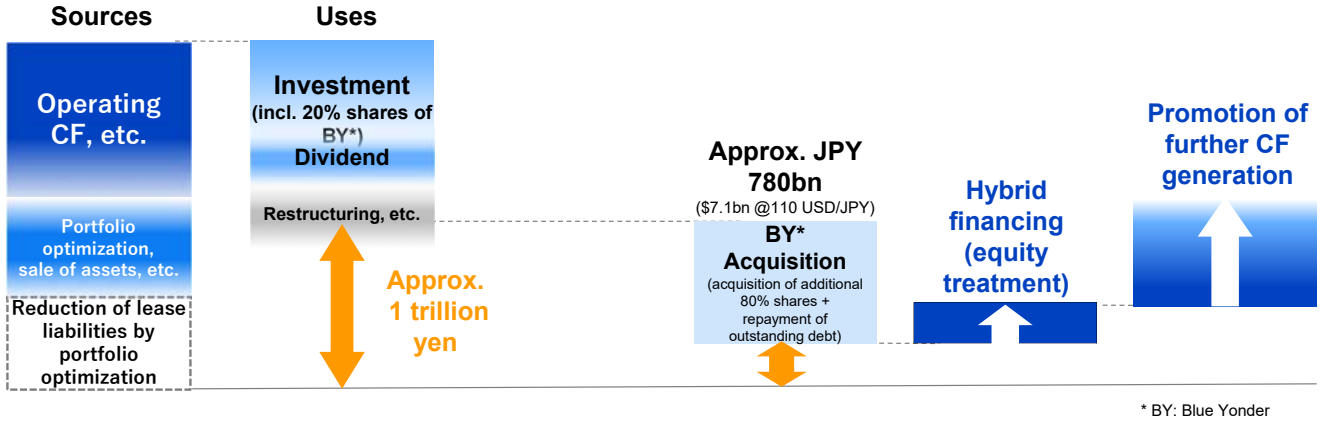 Sources
Uses
Operating
CF, etc.
Portfolio
optimization,
sale of assets, etc.
Reduction of lease
liabilities by
portfolio
optimization
Investment
(incl. 20% shares of
BY*)
Dividend
Restructuring, etc.
Approx.
1 trillion
yen
Approx. JPY
780bn
($7.1bn @110 USD/JPY)
BY*
Acquisition
(acquisition of additional
80% shares +
repayment of
outstanding debt)
Hybrid
financing
(equity
treatment)
Promotion of
further CF
generation
* BY: Blue Yonder